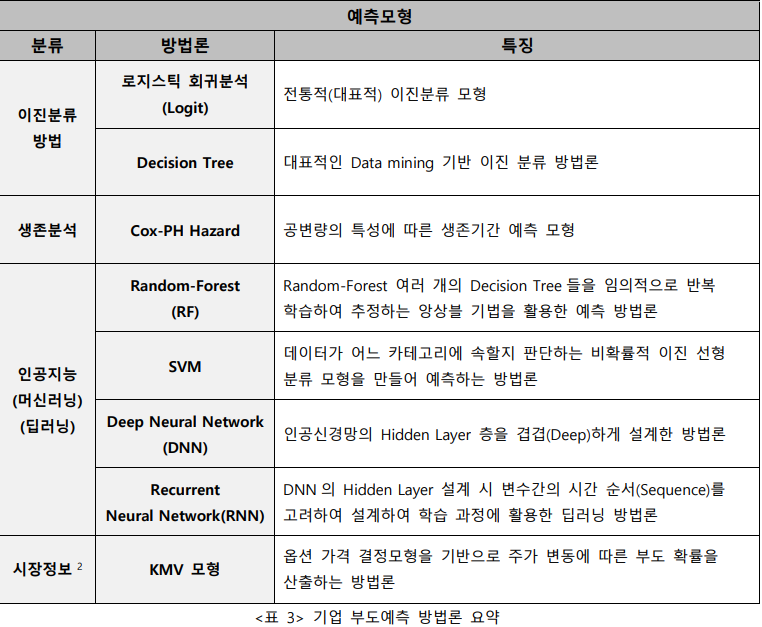 예측모형
분류 방법론 특징
이진분류
방법
로지스틱 회귀분석
(Logit)
전통적(대표적) 이진분류 모형
Decision Tree
대표적인 Data mining 기반 이진 분류 방법론
생존분석
Cox-PH Hazard
공변량의 특성에 따른 생존기간 예측 모형
인공지능
(머신러닝)
(딥러닝)
Random-Forest
(RF)
Random-Forest 여러 개의 Decision Tree 들을 임의적으로 반복
학습하여 추정하는 앙상블 기법을 활용한 예측 방법론
SVM
데이터가 어느 카테고리에 속할지 판단하는 비확률적 이진 선형
분류 모형을 만들어 예측하는 방법론
Deep Neural Network
(DNN)
인공신경망의 Hidden Layer 층을 겹겹(Deep)하게 설계한 방법론
Recurrent
Neural Network(RNN)
DNN 의 Hidden Layer 설계 시 변수간의 시간 순서(Sequence)를
고려하여 설계하여 학습 과정에 활용한 딥러닝 방법론
시장정보 2
KMV 모형
옵션 가격 결정모형을 기반으로 주가 변동에 따른 부도 확률을
산출하는 방법론
<표 3> 기업 부도예측 방법론 요약